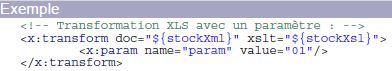 Exemple
<!-- Transformation XLS avec un paramètre : -->
<x:transform doc="${stockXml}" xslt="${stockXsl}">
<x:param name="param" value="01"/>
</x:transform>